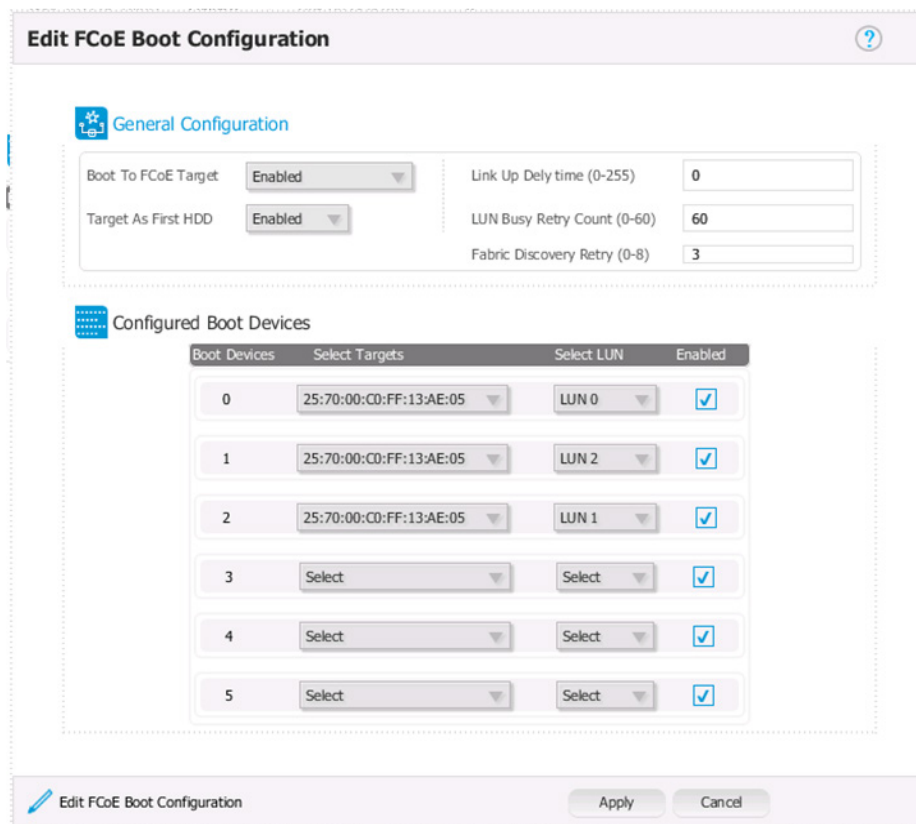 Edit FCoE Boot Configuration
?
General Configuration
Boot To FCoE Target Enabled Link Up Dely time (0-255) 0
Target As First HDD Enabled LUN Busy Retry Count (0-60) 60
Fabric Discovery Retry (0-8) 3
Configured Boot Devices
Boot Devices Select Targets Select LUN Enabled
0 25:70:00:C0:FF:13:AE:05 LUN 0
1 25:70:00:C0:FF:13:AE:05 LUN 2
2 25:70:00:C0:FF:13:AE:05 LUN 1
3 Select Select
4 Select Select
5 Select Select
Edit FCoE Boot Configuration Apply Cancel